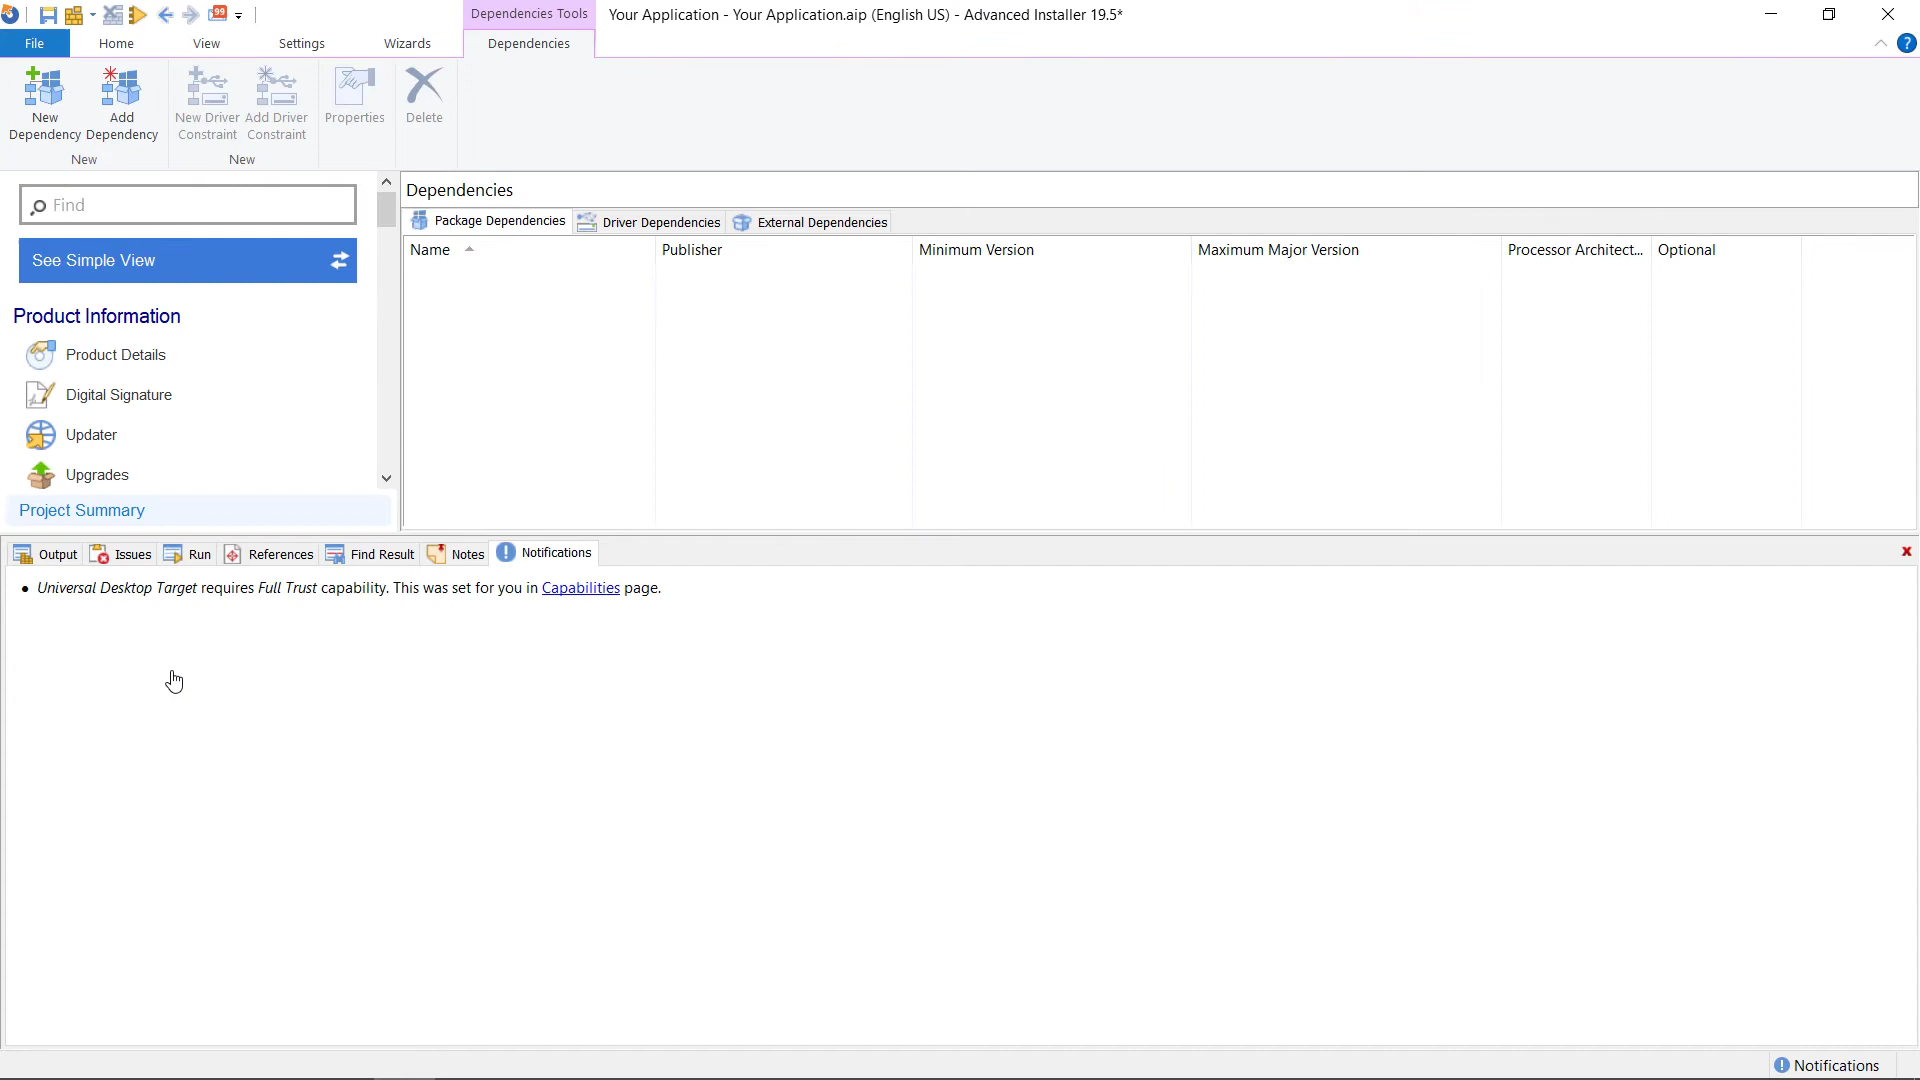 99
Dependencies Tools
Your Application - Your Application.aip (English US) - Advanced Installer 19.5*
File
Home
View
Settings
Wizards
Dependencies
?
New Dependency
Add Dependency
New Driver Constraint
Add Driver Constraint
Properties
Delete
New
New
Find
See Simple View
Product Information
Product Details
Digital Signature
Updater
Upgrades
Project Summary
Dependencies
Package Dependencies
Driver Dependencies
External Dependencies
Name
Publisher
Minimum Version
Maximum Major Version
Processor Architect...
Optional
Output
Issues
Run
References
Find Result
Notes
Notifications
• Universal Desktop Target requires Full Trust capability. This was set for you in Capabilities page.
Notifications